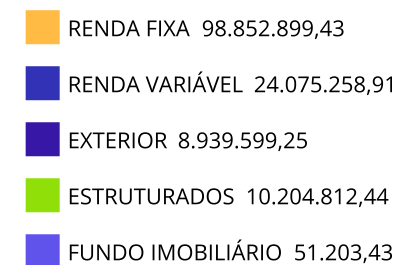 RENDA FIXA 98.852.899,43
RENDA VARIÁVEL 24.075.258,91
EXTERIOR 8.939.599,25
ESTRUTURADOS 10.204.812,44
FUNDO IMOBILIÁRIO 51.203,43